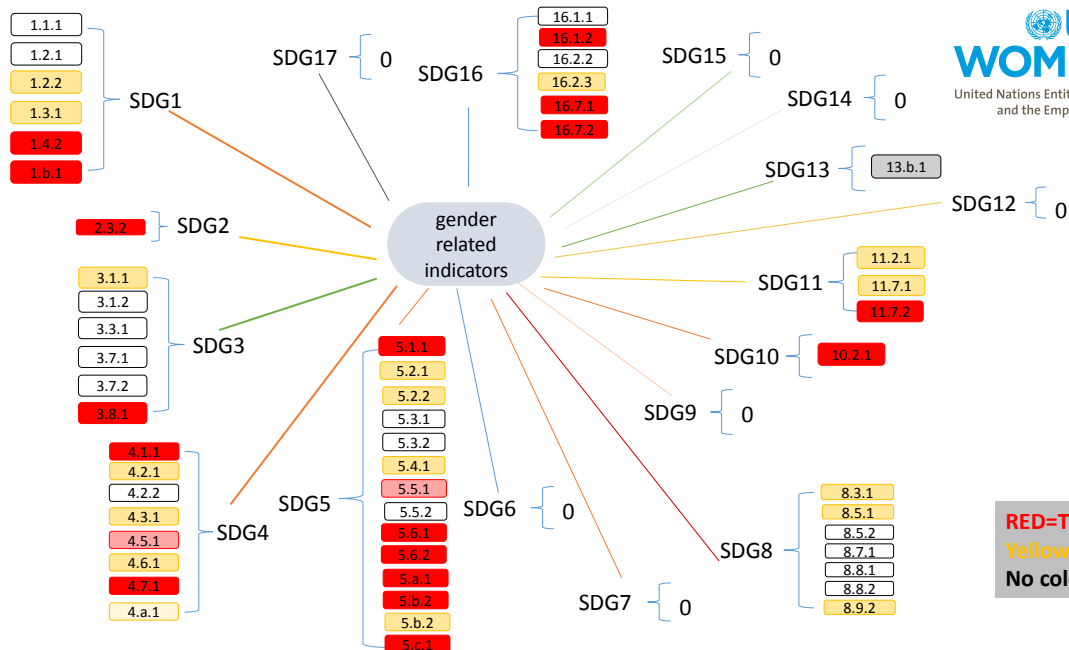 1.1.1
1.2.1
1.2.2
1.3.1
1.4.2
1.b.1
SDG1
SDG17
0
SDG16
16.1.1
16.1.2
16.2.2
16.2.3
16.7.1
16.7.2
SDG15
0
SDG14
0
WOM
United Nations Entit
and the Emp
SDG13
13.b.1
SDG12
0
2.3.2
SDG2
gender
related
indicators
SDG11
11.2.1
11.7.1
11.7.2
3.1.1
3.1.2
3.3.1
3.7.1
3.7.2
3.8.1
SDG3
SDG10
10.2.1
SDG9
0
4.1.1
4.2.1
4.2.2
4.3.1
4.5.1
4.6.1
4.7.1
4.a.1
SDG4
SDG5
5.1.1
5.2.1
5.2.2
5.3.1
5.3.2
5.4.1
5.5.1
5.5.2
5.6.1
5.6.2
5.a.1
5.b.2
5.b.2
5.c.1
SDG6
0
SDG7
0
SDG8
8.3.1
8.5.1
8.5.2
8.7.1
8.8.1
8.8.2
8.9.2
RED=T
Yellow
No col